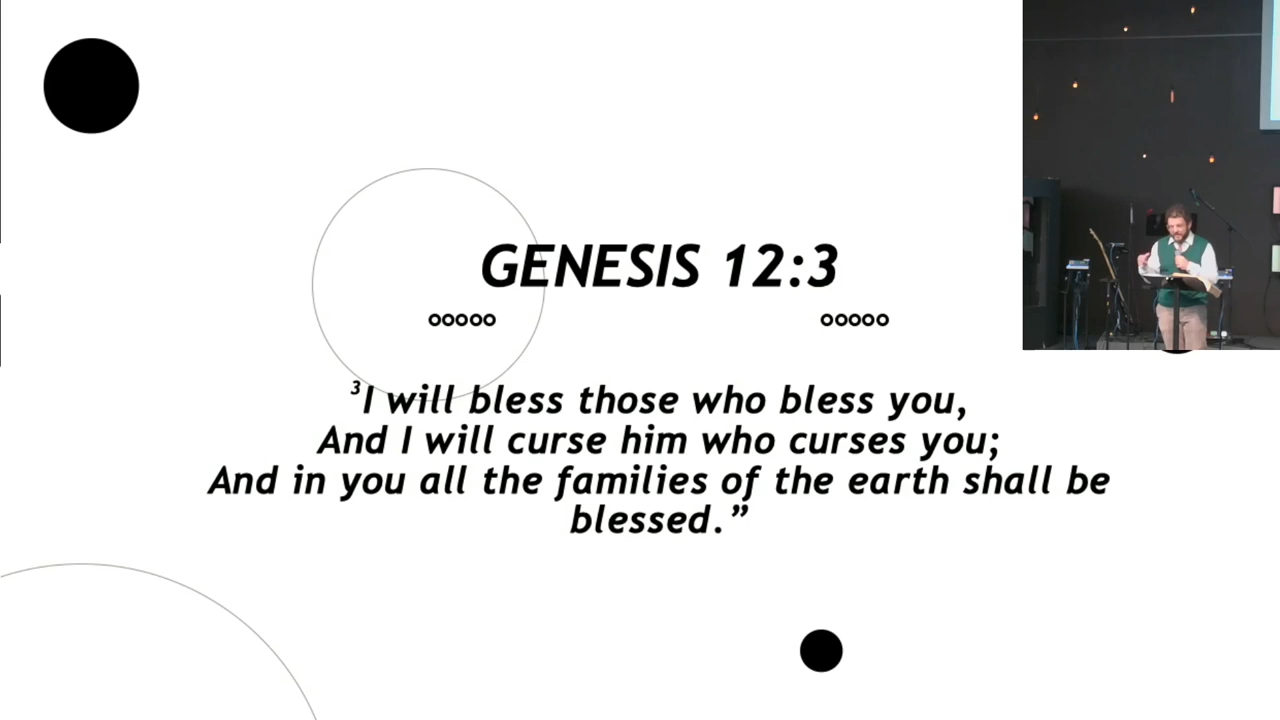 GENESIS 12:3
³I will bless those who bless you,
And I will curse him who curses you;
And in you all the families of the earth shall be
blessed.”